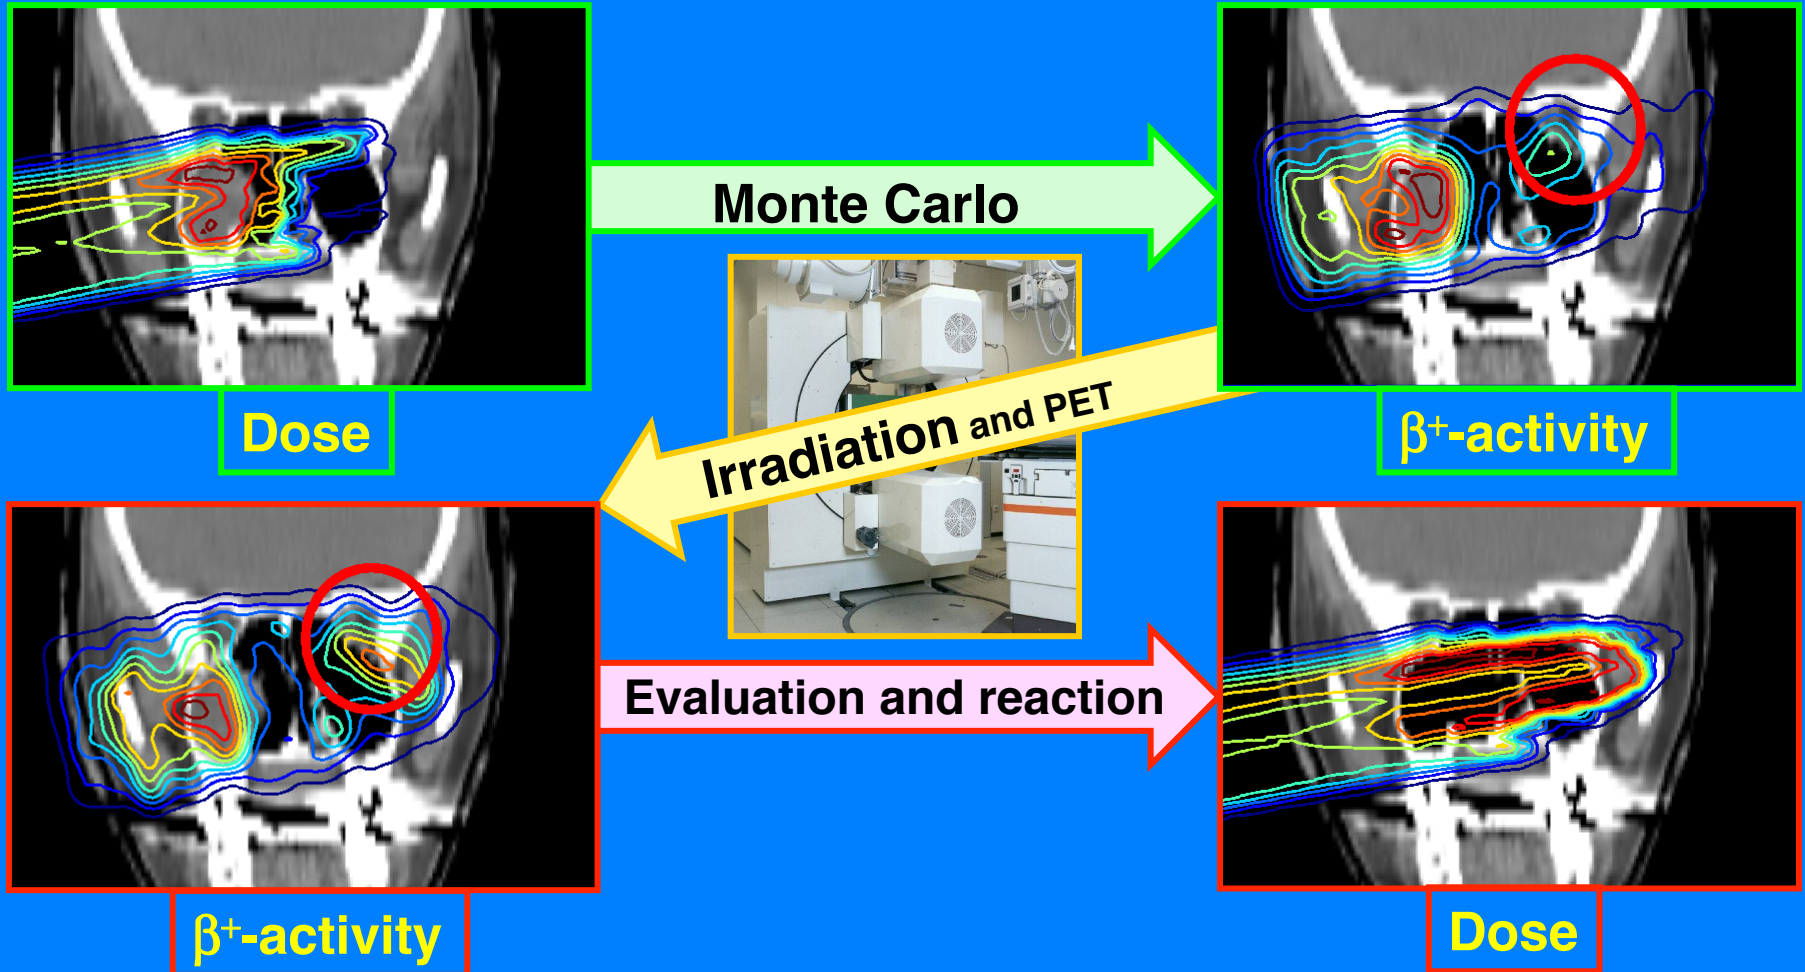 Monte Carlo
Dose
β⁺-activity
Irradiation and PET
Evaluation and reaction
β⁺-activity
Dose